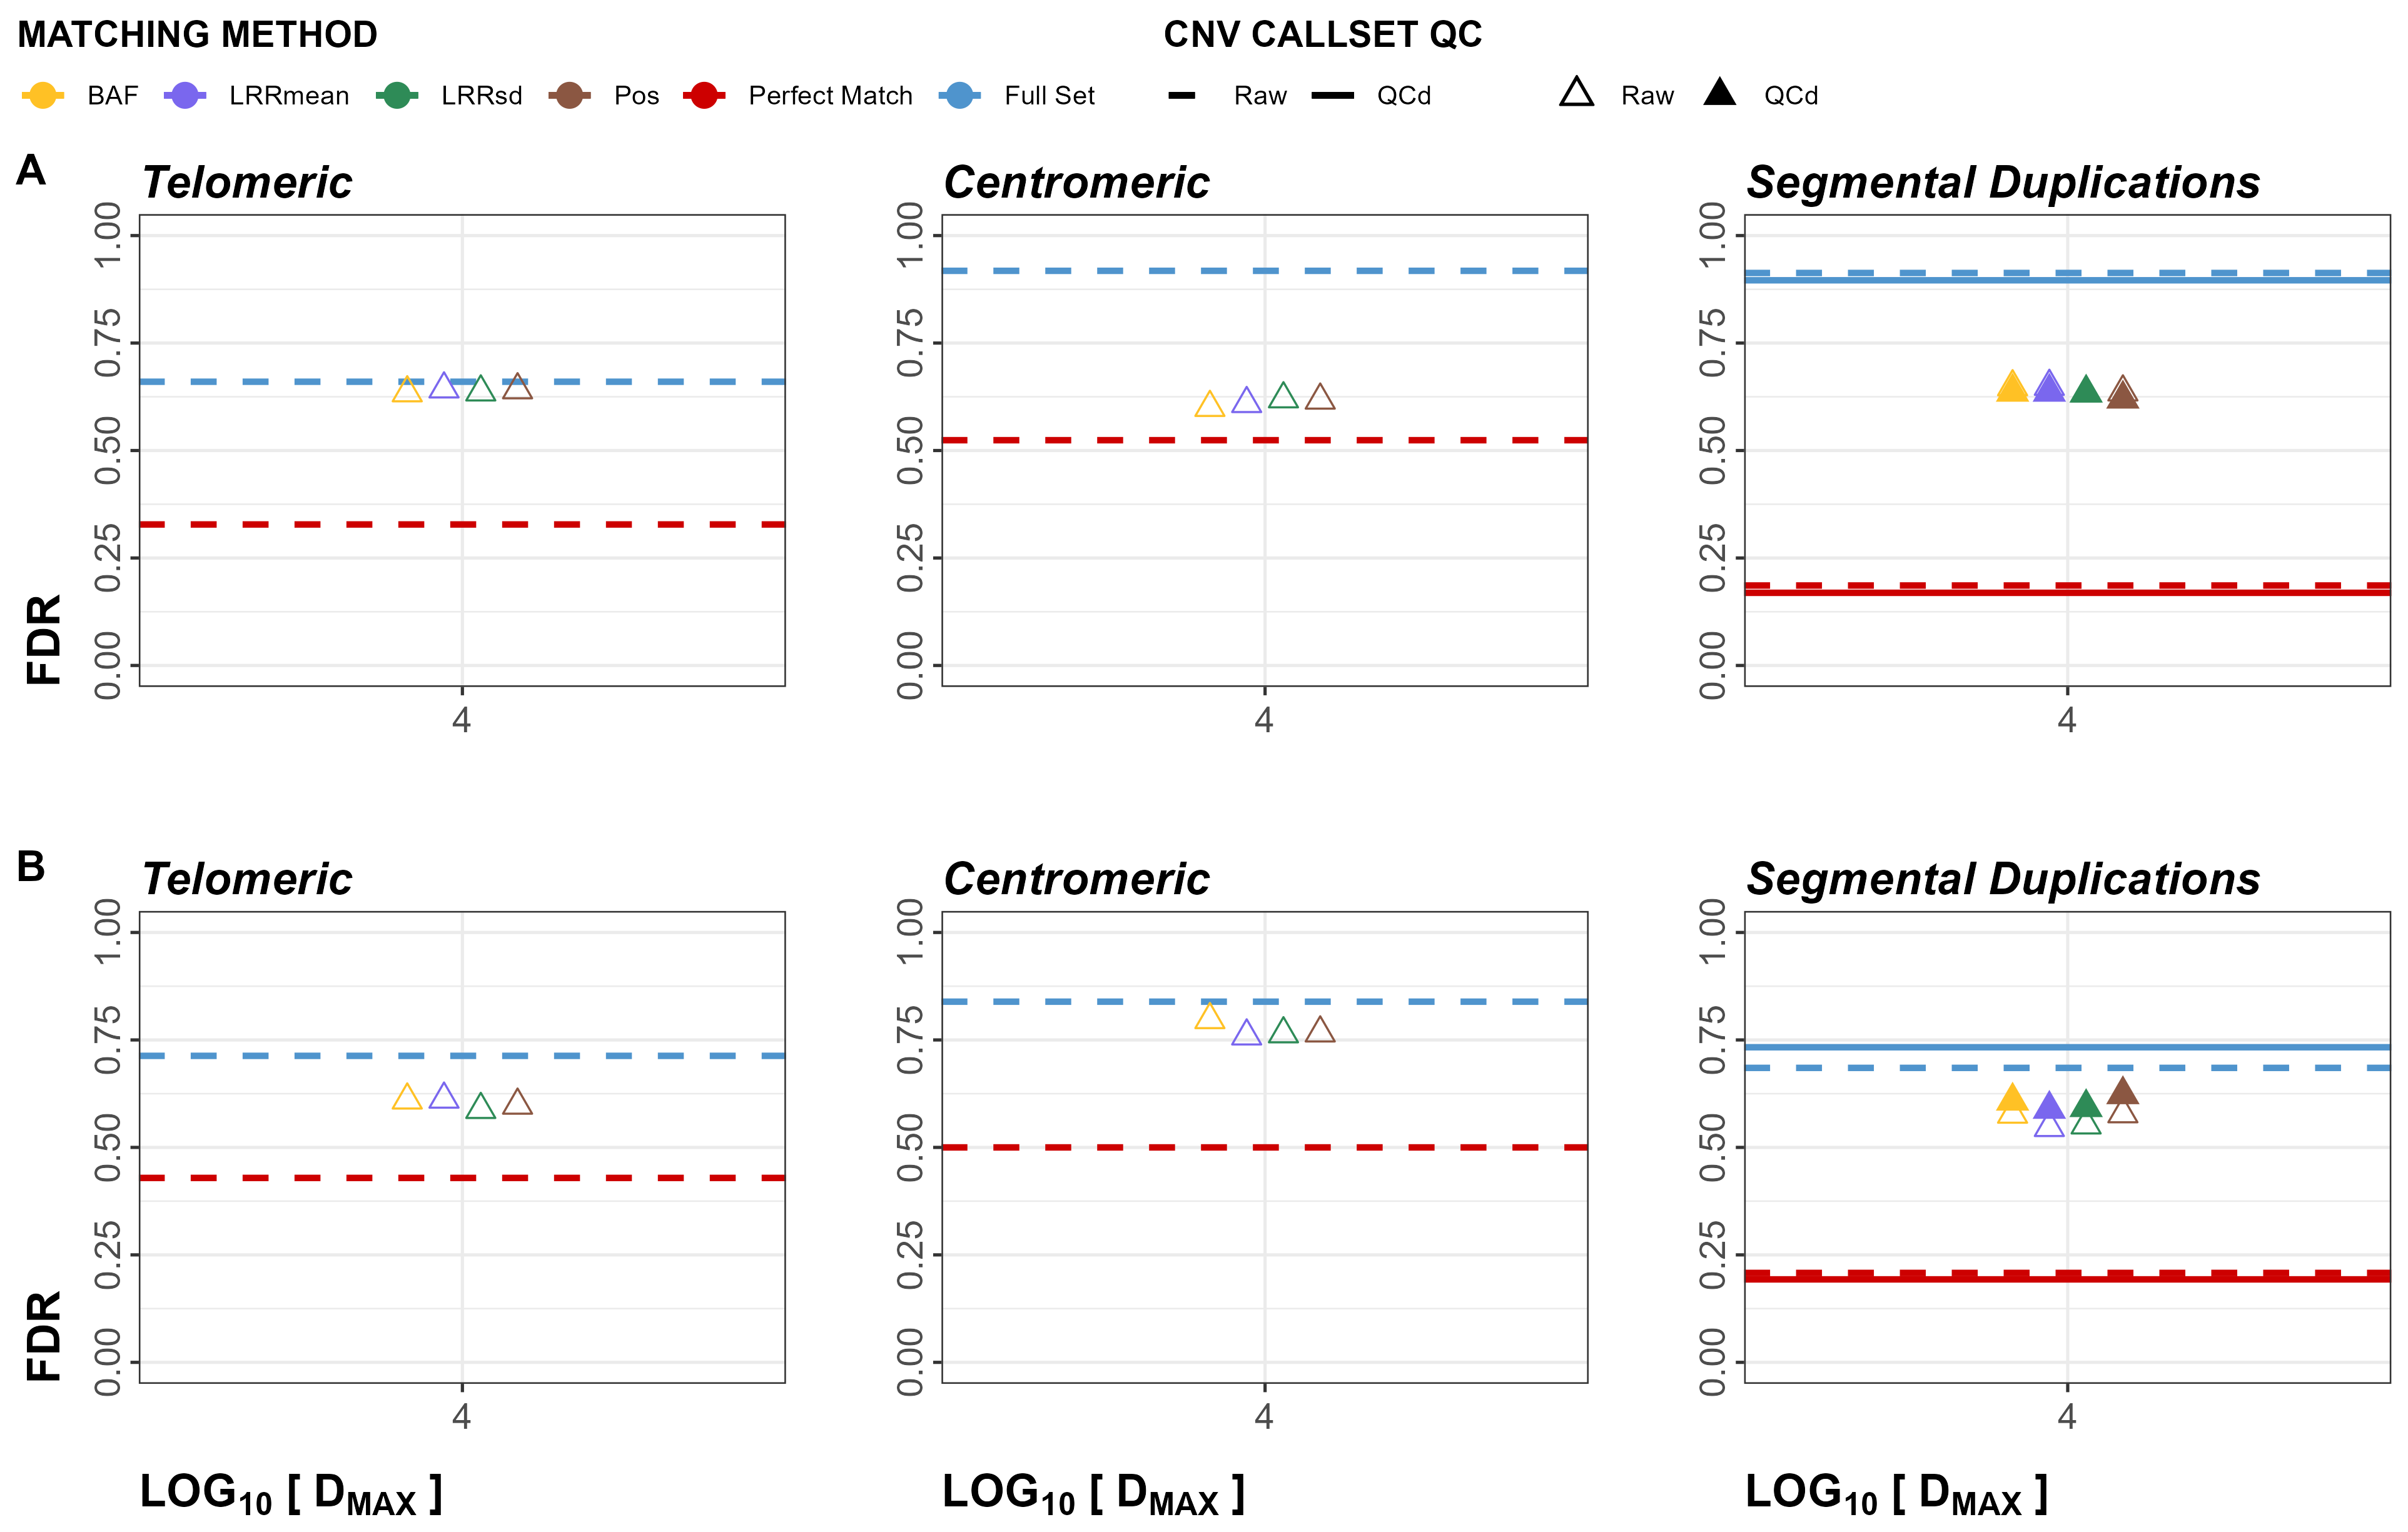 MATCHING METHOD CNV CALLSET QC
BAF LRRmean LRRsd Pos Perfect Match Full Set Raw QCd Raw QCd
A
Telomeric Centromeric Segmental Duplications
FDR
1.00 1.00 1.00
0.75 0.75 0.75
0.50 0.50 0.50
0.25 0.25 0.25
0.00 0.00 0.00
4 4 4
B
Telomeric Centromeric Segmental Duplications
FDR
1.00 1.00 1.00
0.75 0.75 0.75
0.50 0.50 0.50
0.25 0.25 0.25
0.00 0.00 0.00
4 4 4
LOG10 [ DMAX ] LOG10 [ DMAX ] LOG10 [ DMAX ]